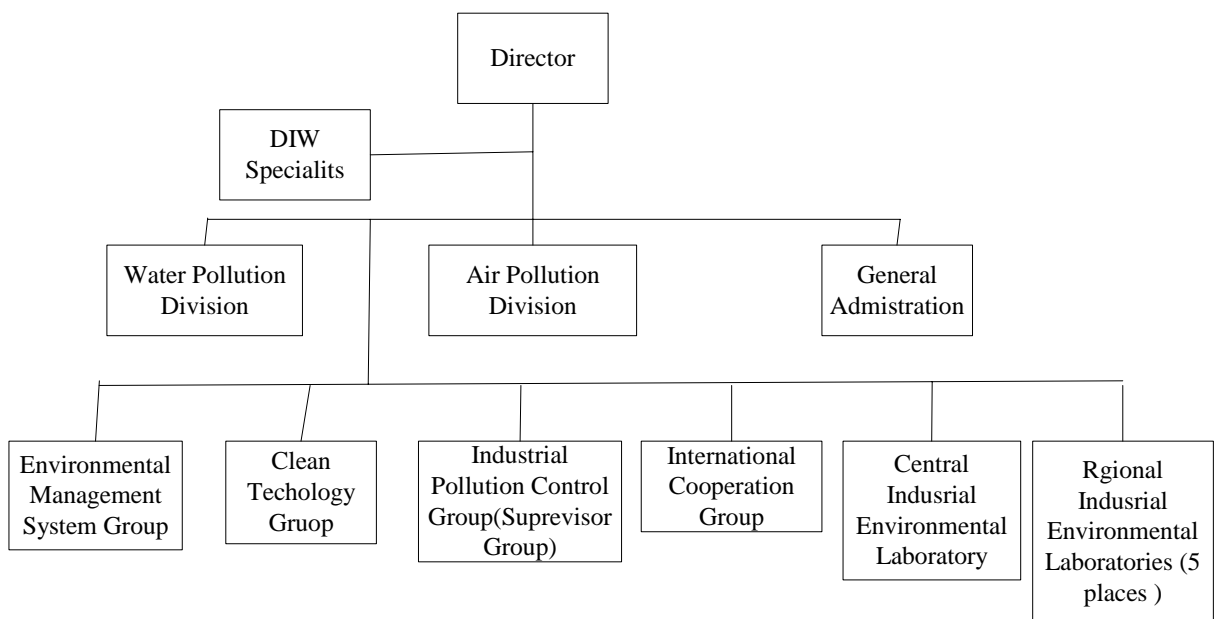 Director
DIW
Specialits
Water Pollution
Division
Air Pollution
Division
General
Admistration
Environmental
Management
System Group
Clean
Techology
Gruop
Industrial
Pollution Control
Group(Suprevisor
Group)
International
Cooperation
Group
Central
Indusrial
Environmental
Laboratory
Rgional
Indusrial
Environmental
Laboratories (5
places )